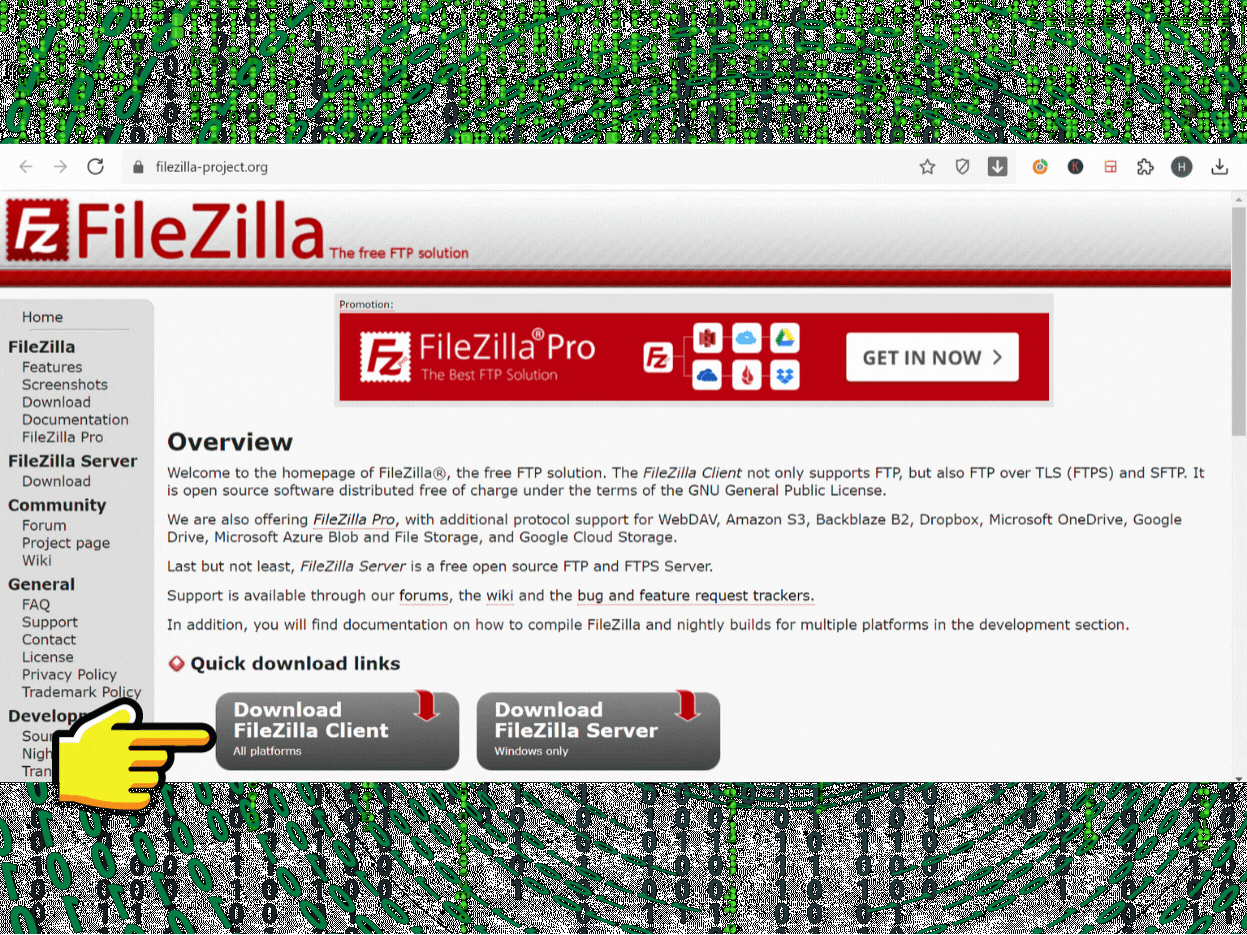 filezilla-project.org
K
H
Fz FileZilla The free FTP solution
Promotion:
Fz FileZilla® Pro
The Best FTP Solution
Fz
GET IN NOW
Home
FileZilla
Features
Screenshots
Download
Documentation
FileZilla Pro
FileZilla Server
Download
Community
Forum
Project page
Wiki
General
FAQ
Support
Contact
License
Privacy Policy
Trademark Policy
Overview
Welcome to the homepage of FileZilla®, the free FTP solution. The FileZilla Client not only supports FTP, but also FTP over TLS (FTPS) and SFTP. It
is open source software distributed free of charge under the terms of the GNU General Public License.
We are also offering FileZilla Pro, with additional protocol support for WebDAV, Amazon S3, Backblaze B2, Dropbox, Microsoft OneDrive, Google
Drive, Microsoft Azure Blob and File Storage, and Google Cloud Storage.
Last but not least, FileZilla Server is a free open source FTP and FTPS Server.
Support is available through our forums, the wiki and the bug and feature request trackers.
In addition, you will find documentation on how to compile FileZilla and nightly builds for multiple platforms in the development section.
Quick download links
Download
FileZilla Client
All platforms
Download
FileZilla Server
Windows only